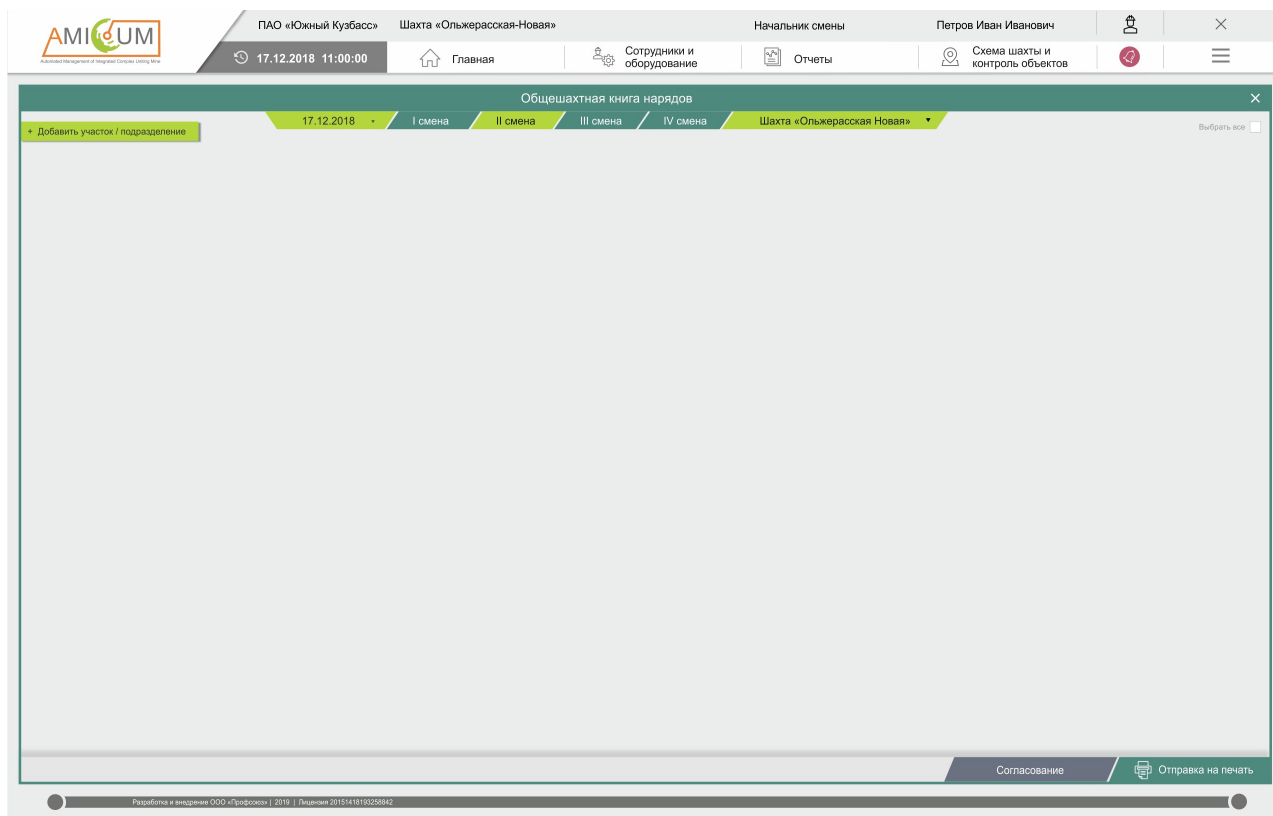 AMICUM
Automated Management of Integrated Complex Uniting Mine
ПАО «Южный Кузбасс»
Шахта «Ольжерасская-Новая»
Начальник смены
Петров Иван Иванович
17.12.2018 11:00:00
Главная
Сотрудники и
оборудование
Отчеты
Схема шахты и
контроль объектов
Общешахтная книга нарядов
+ Добавить участок / подразделение
17.12.2018
I смена
II смена
III смена
IV смена
Шахта «Ольжерасская Новая»
Выбрать все
Согласование
Отправка на печать
Разработка и внедрение ООО «Профсоюз» | 2019 | Лицензия 20151418193258842